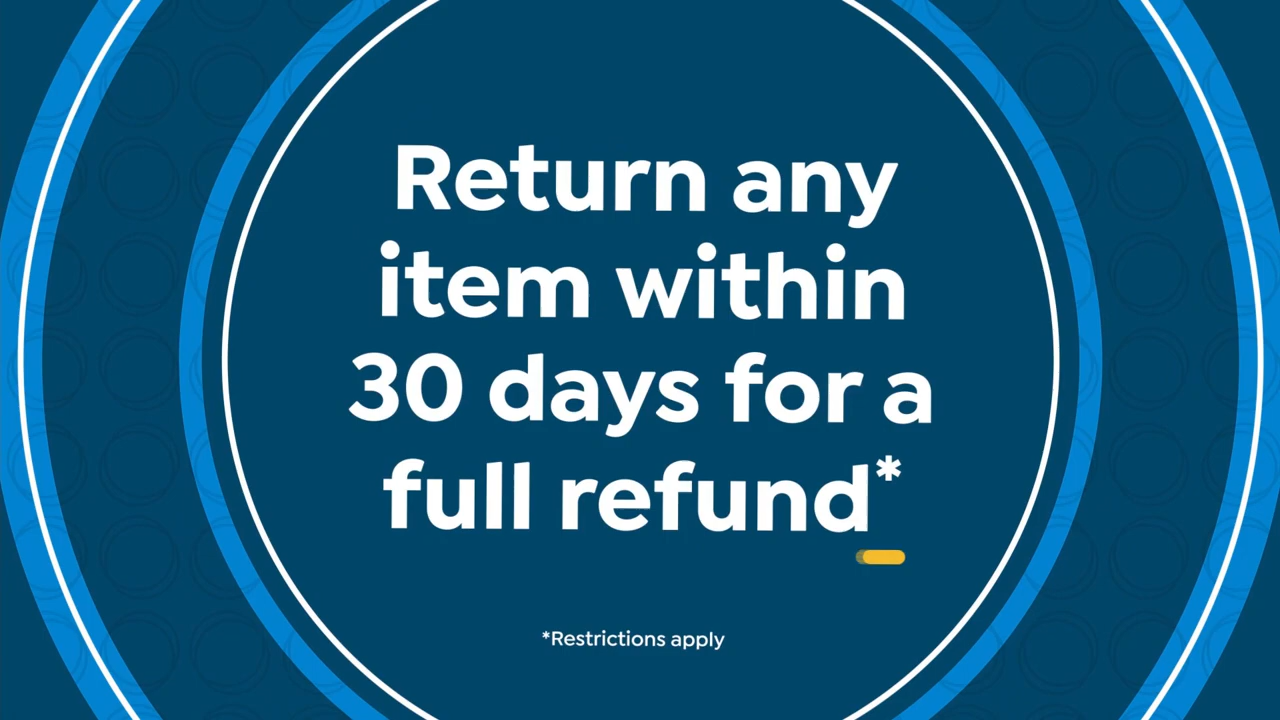 Return any
item within
30 days for a
full refund*
*Restrictions apply